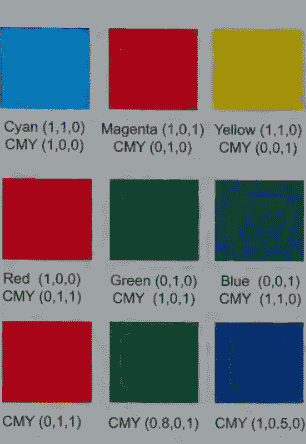 Cyan (1,1,0) Magenta (1,0,1) Yellow (1,1,0)
CMY (1,0,0) CMY (0,1,0) CMY (0,0,1)
Red (1,0,0) Green (0,1,0) Blue (0,0,1)
CMY (0,1,1) CMY (1,0,1) CMY (1,1,0)
CMY (0,1,1) CMY (0.8,0,1) CMY (1,0.5,0)